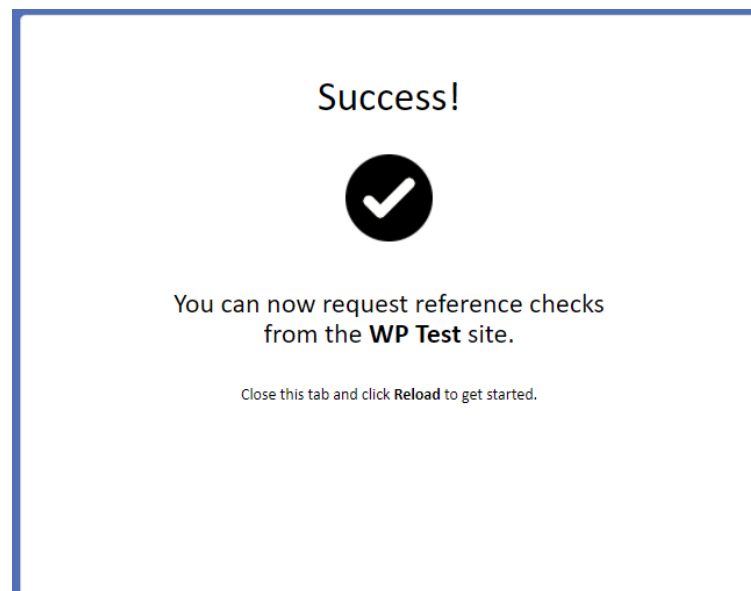 Success!
You can now request reference checks
from the WP Test site.
Close this tab and click Reload to get started.